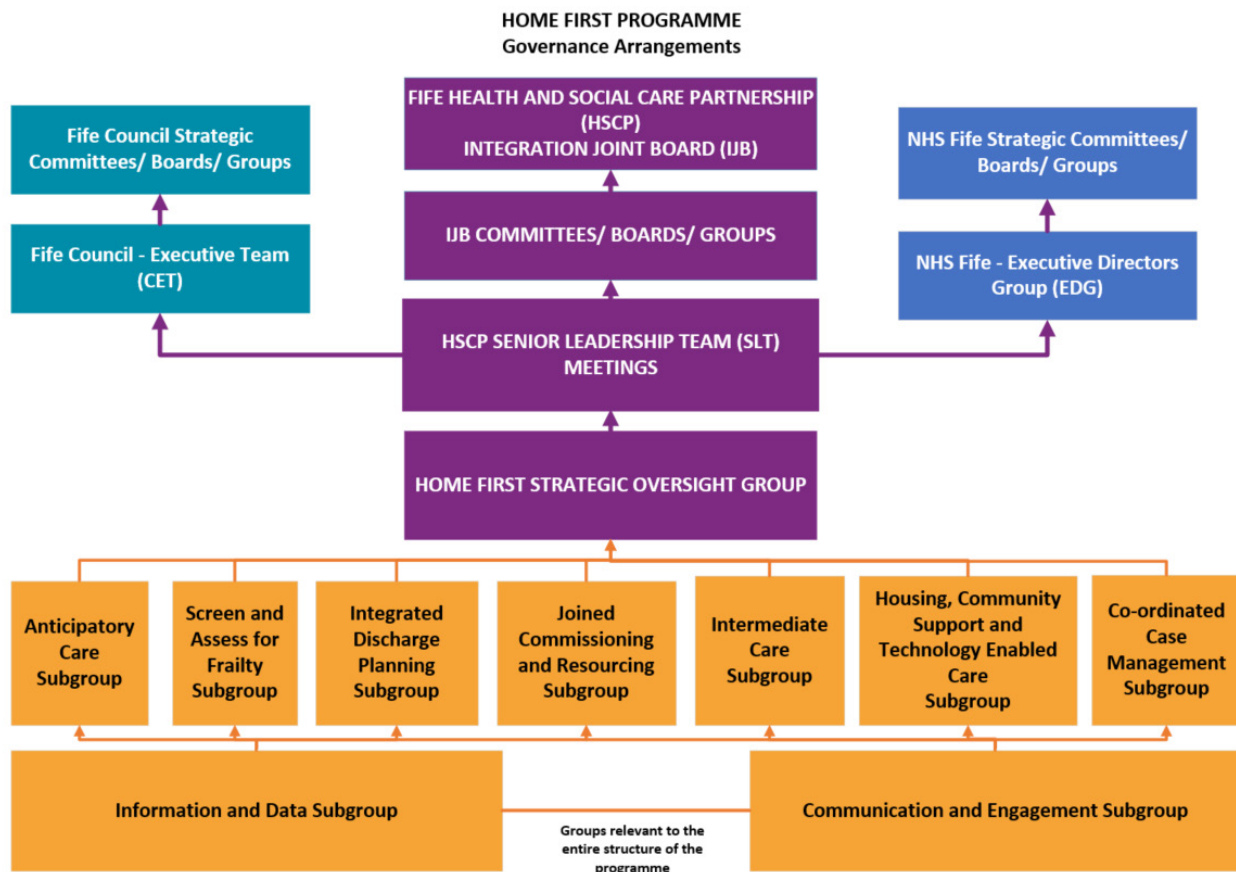 HOME FIRST PROGRAMME
Governance Arrangements
FIFE HEALTH AND SOCIAL CARE PARTNERSHIP
(HSCP)
INTEGRATION JOINT BOARD (IJB)
Fife Council Strategic
Committees/ Boards/ Groups
NHS Fife Strategic Committees/
Boards/ Groups
IJB COMMITTEES/ BOARDS/ GROUPS
Fife Council - Executive Team
(CET)
NHS Fife - Executive Directors
Group (EDG)
HSCP SENIOR LEADERSHIP TEAM (SLT)
MEETINGS
HOME FIRST STRATEGIC OVERSIGHT GROUP
Anticipatory
Care
Subgroup
Screen and
Assess for
Frailty
Subgroup
Integrated
Discharge
Planning
Subgroup
Joined
Commissioning
and Resourcing
Subgroup
Intermediate
Care
Subgroup
Housing, Community
Support and
Technology Enabled
Care
Subgroup
Co-ordinated
Case
Management
Subgroup
Information and Data Subgroup
Communication and Engagement Subgroup
Groups relevant to the
entire structure of the
programme